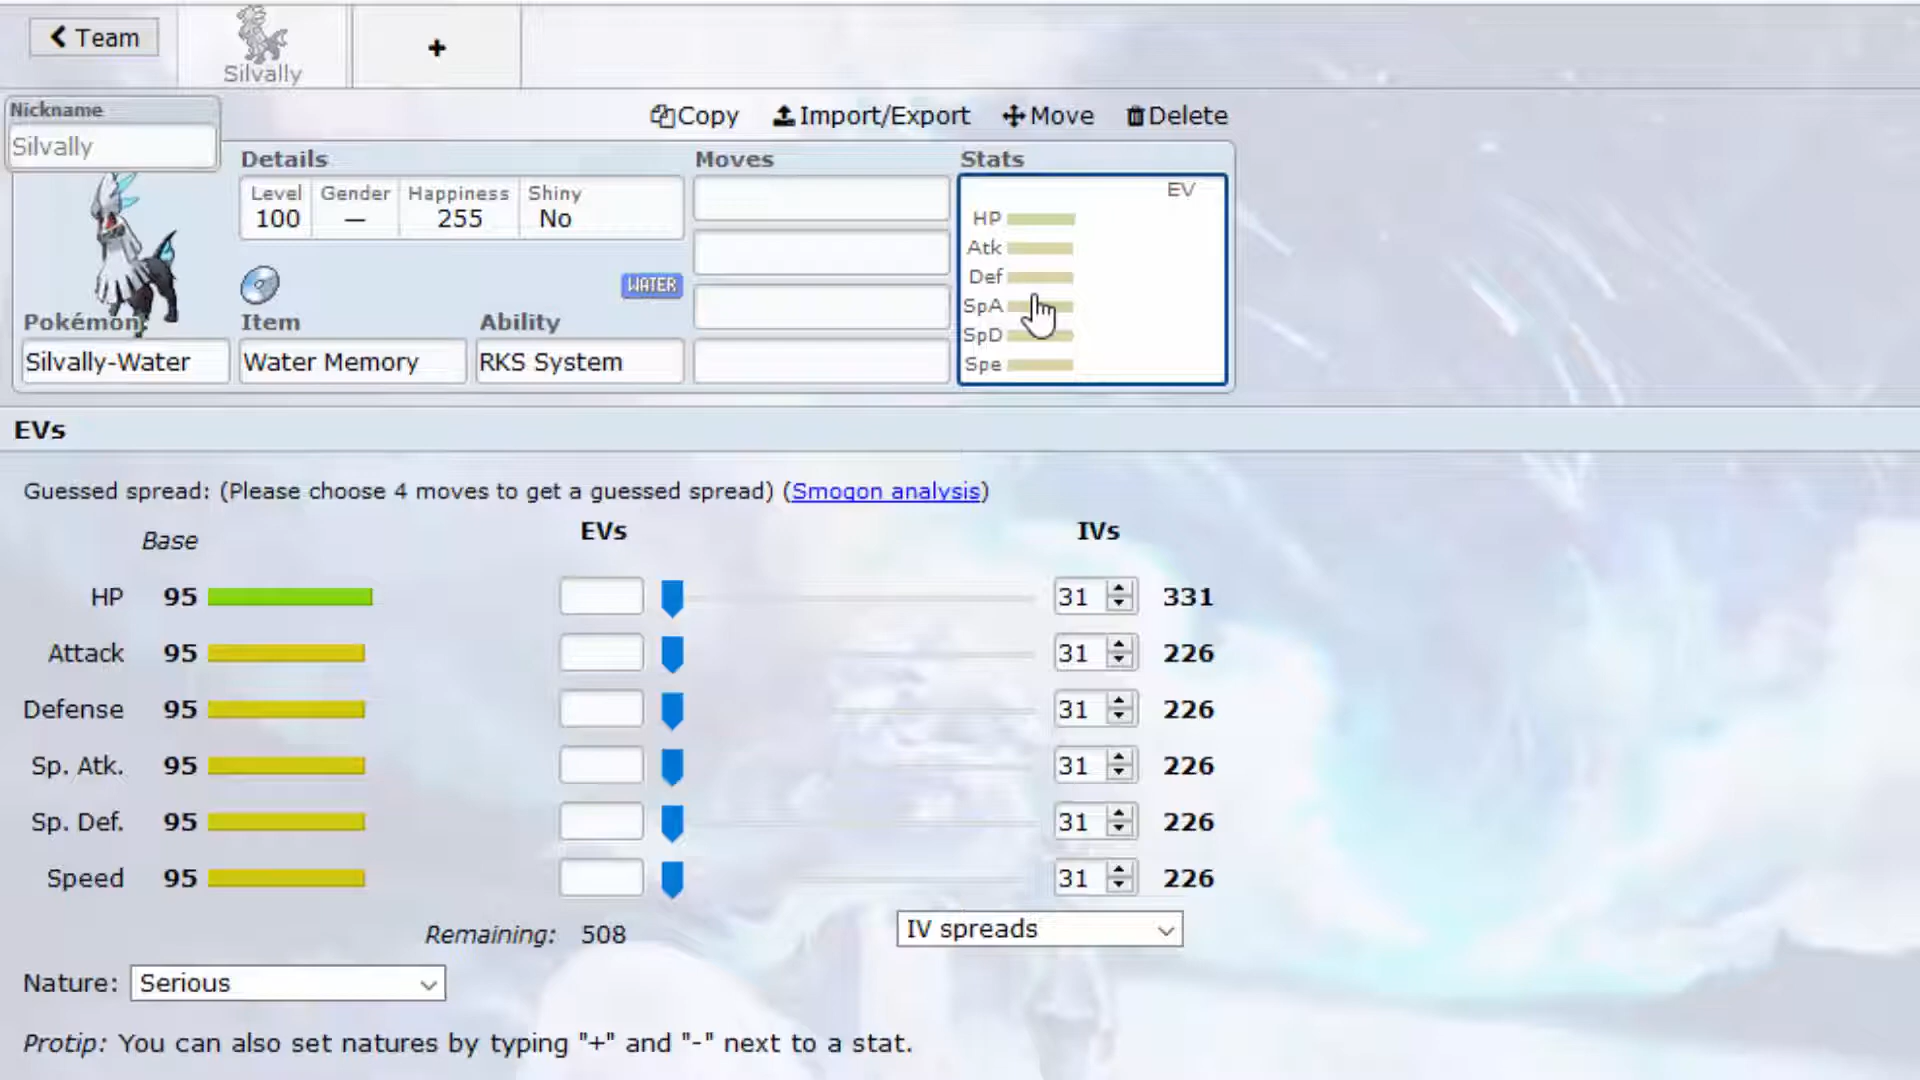 Team
Silvally
+
Nickname
Silvally
Copy Import/Export Move Delete
Details Moves Stats
Level Gender Happiness Shiny
100 — 255 No
EV
HP
Atk
Def
SpA
SpD
Spe
WATER
Pokémon Item Ability
Silvally-Water Water Memory RKS System
EVs
Guessed spread: (Please choose 4 moves to get a guessed spread) (Smogon analysis)
Base EVs IVs
HP 95 31 331
Attack 95 31 226
Defense 95 31 226
Sp. Atk. 95 31 226
Sp. Def. 95 31 226
Speed 95 31 226
Remaining: 508 IV spreads
Nature: Serious
Protip: You can also set natures by typing "+" and "-" next to a stat.